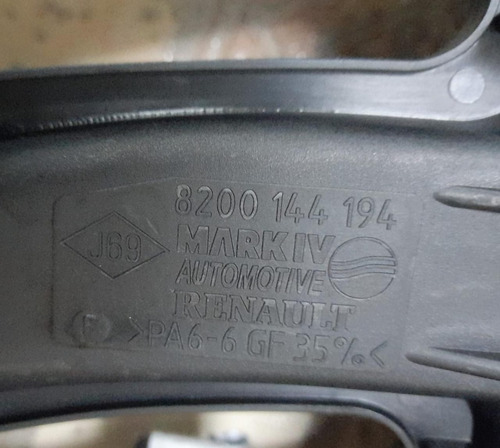 8200 144 194
J69
MARK IV
AUTOMOTIVE
RENAULT
F >PA6-6 GF 35%<